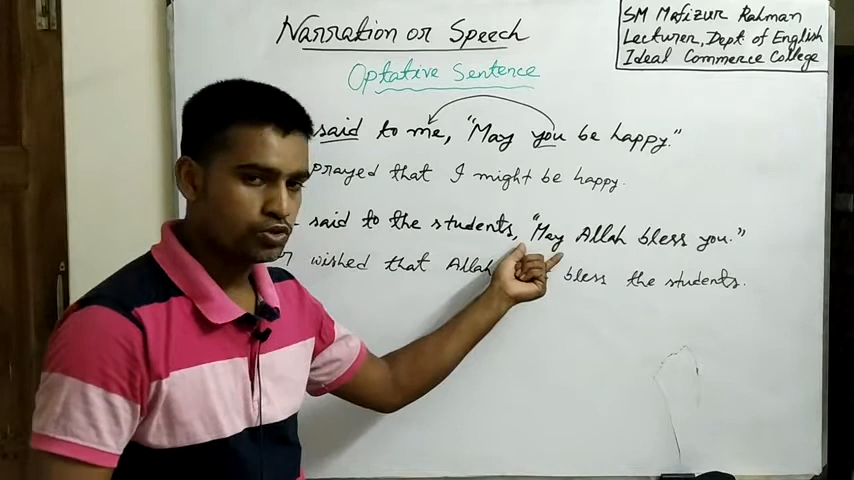 Narration or Speech
SM Mafizur Rahman
Lecturer, Dept of English
Ideal Commerce College
Optative Sentence
said to me, "May you be happy."
prayed that I might be happy.
said to the students, "May Allah bless you."
wished that Allah bless the students.